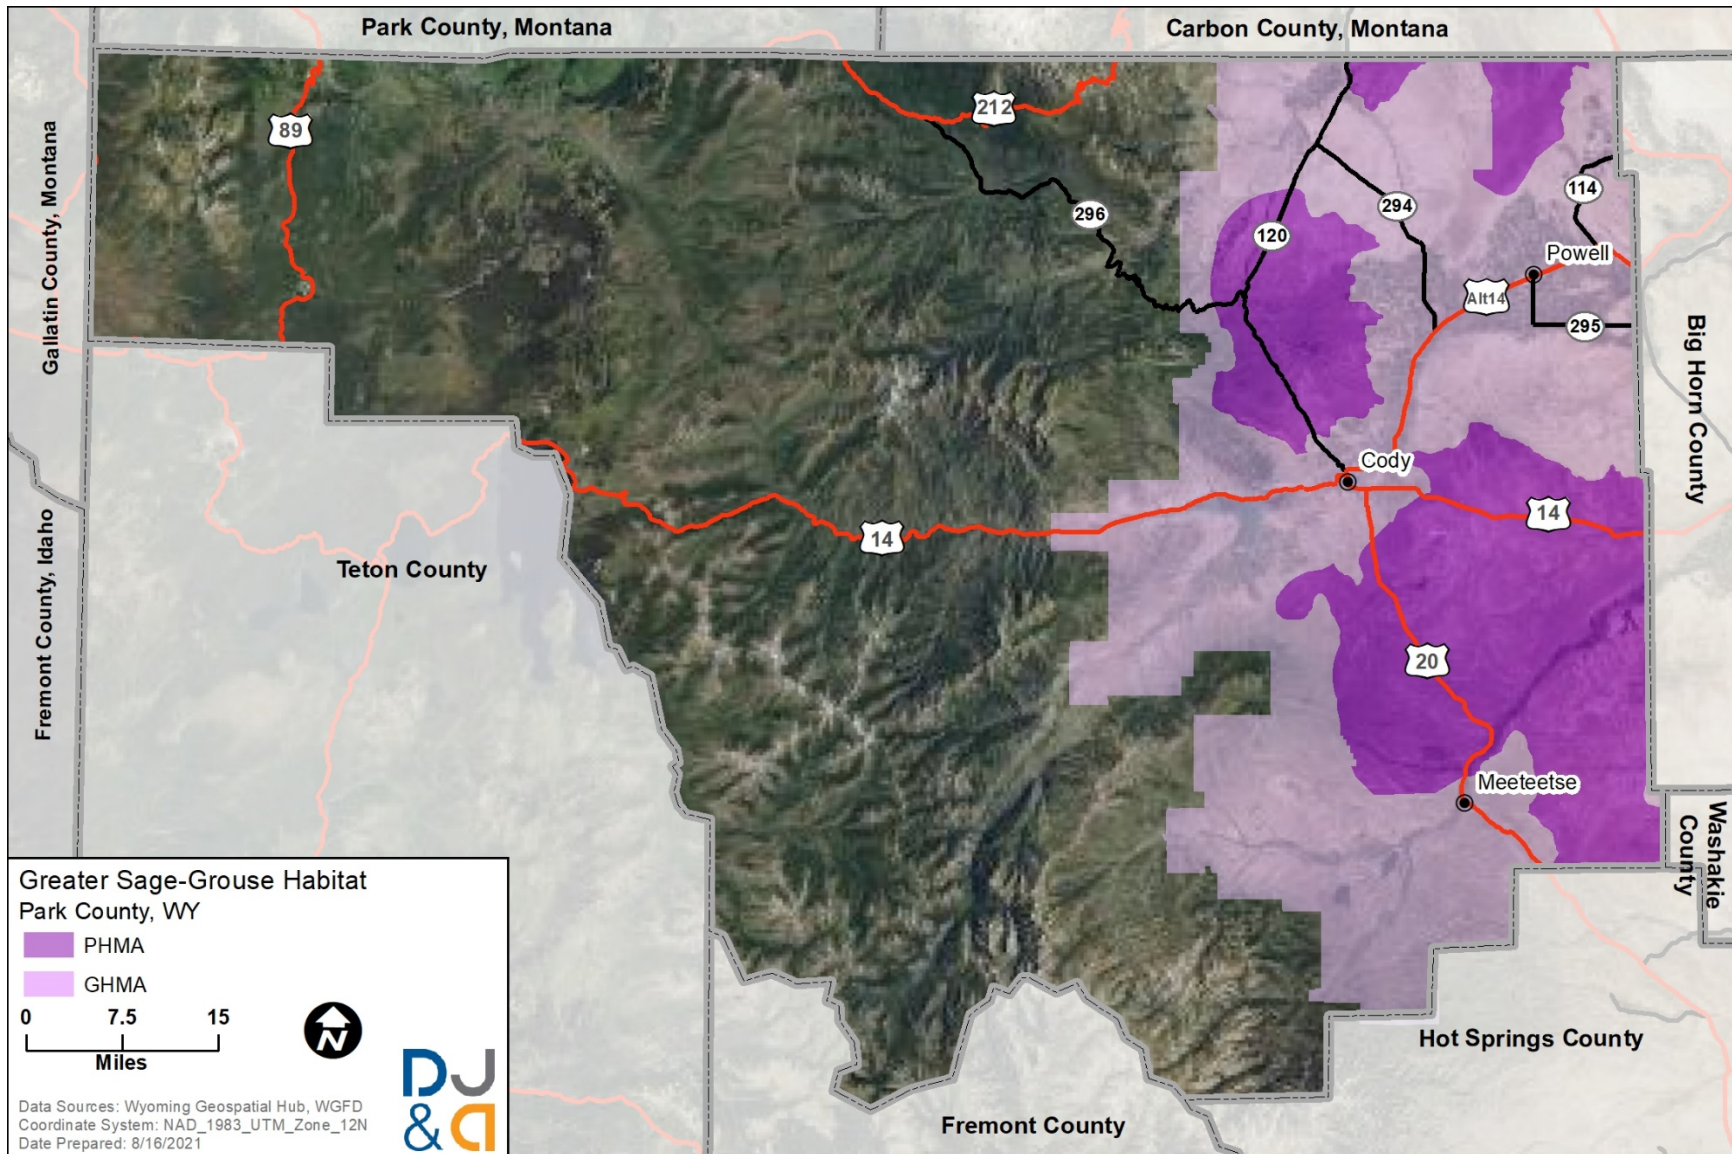 Park County, Montana
Carbon County, Montana
Gallatin County, Montana
Fremont County, Idaho
Big Horn County
Washakie
County
Teton County
Hot Springs County
Fremont County
89
212
296
120
294
114
Powell
Alt14
295
Cody
14
14
20
Meeteetse
Greater Sage-Grouse Habitat
Park County, WY
PHMA
GHMA
0 7.5 15
Miles
N
DJ
&a
Data Sources: Wyoming Geospatial Hub, WGFD
Coordinate System: NAD_1983_UTM_Zone_12N
Date Prepared: 8/16/2021